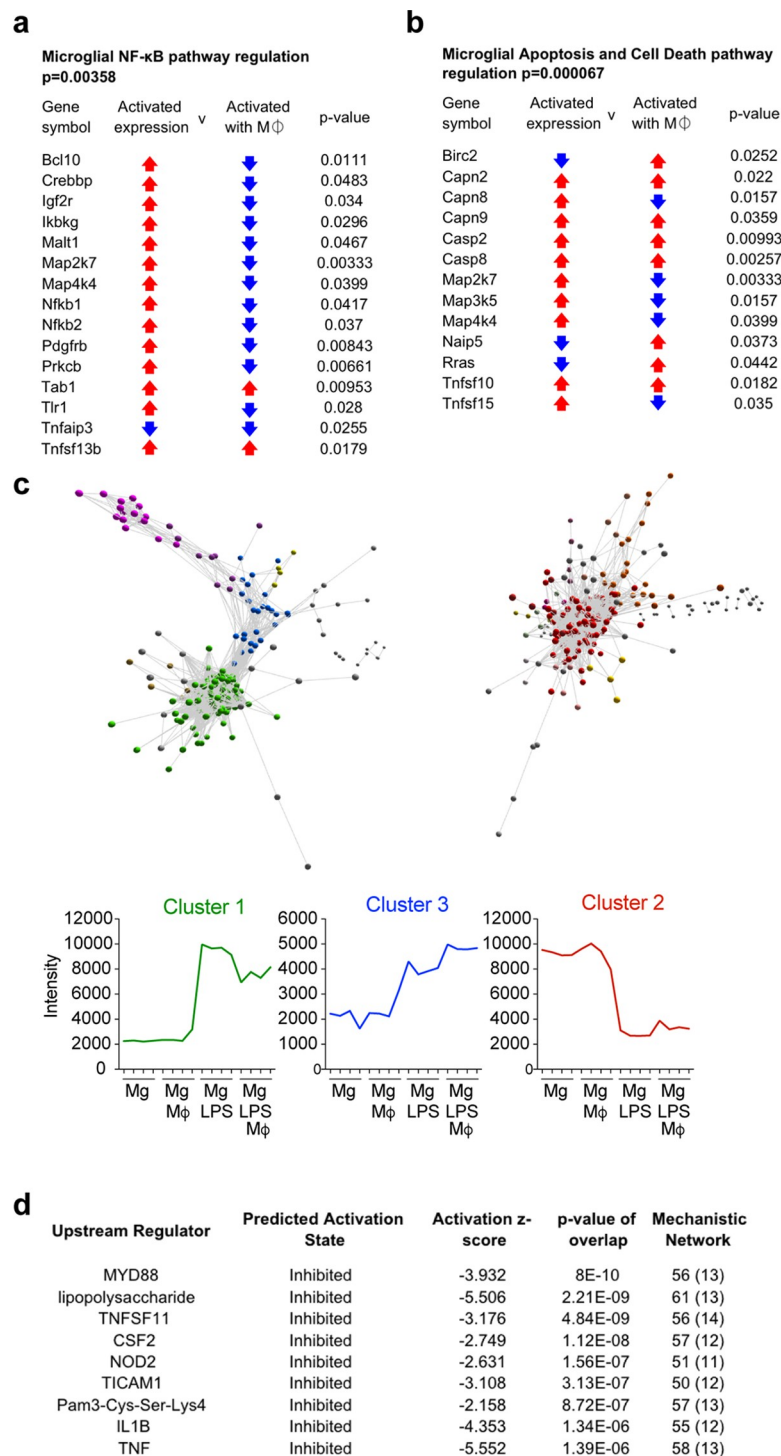 a
Microglial NF-κB pathway regulation
p=0.00358
Gene symbol Activated expression v Activated with MΦ p-value
Bcl10 0.0111
Crebbp 0.0483
Igf2r 0.034
Ikbkg 0.0296
Malt1 0.0467
Map2k7 0.00333
Map4k4 0.0399
Nfkb1 0.0417
Nfkb2 0.037
Pdgfrb 0.00843
Prkcb 0.00661
Tab1 0.00953
Tlr1 0.028
Tnfaip3 0.0255
Tnfsf13b 0.0179
b
Microglial Apoptosis and Cell Death pathway
regulation p=0.000067
Gene symbol Activated expression v Activated with MΦ p-value
Birc2 0.0252
Capn2 0.022
Capn8 0.0157
Capn9 0.0359
Casp2 0.00993
Casp8 0.00257
Map2k7 0.00333
Map3k5 0.0157
Map4k4 0.0399
Naip5 0.0373
Rras 0.0442
Tnfsf10 0.0182
Tnfsf15 0.035
c
Cluster 1
Intensity
12000
10000
8000
6000
4000
2000
0
Mg Mg Mg Mg
Mϕ LPS LPS
Mϕ
Cluster 3
6000
5000
4000
3000
2000
1000
0
Mg Mg Mg Mg
Mϕ LPS LPS
Mϕ
Cluster 2
12000
10000
8000
6000
4000
2000
0
Mg Mg Mg Mg
Mϕ LPS LPS
Mϕ
d
Upstream Regulator Predicted Activation State Activation z-score p-value of overlap Mechanistic Network
MYD88 Inhibited -3.932 8E-10 56 (13)
lipopolysaccharide Inhibited -5.506 2.21E-09 61 (13)
TNFSF11 Inhibited -3.176 4.84E-09 56 (14)
CSF2 Inhibited -2.749 1.12E-08 57 (12)
NOD2 Inhibited -2.631 1.56E-07 51 (11)
TICAM1 Inhibited -3.108 3.13E-07 50 (12)
Pam3-Cys-Ser-Lys4 Inhibited -2.158 8.72E-07 57 (13)
IL1B Inhibited -4.353 1.34E-06 55 (12)
TNF Inhibited -5.552 1.39E-06 58 (13)